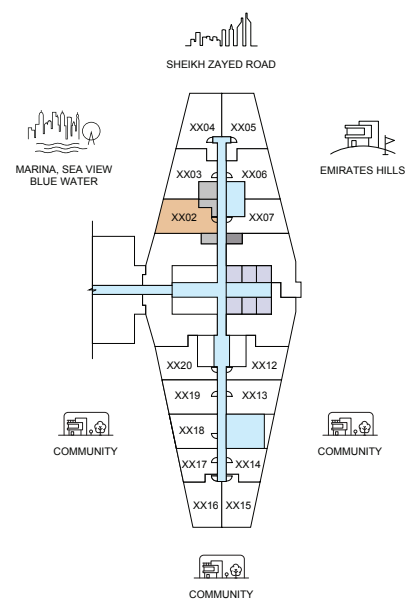 SHEIKH ZAYED ROAD
MARINA, SEA VIEW
BLUE WATER
EMIRATES HILLS
XX04 XX05
XX03 XX06
XX02 XX07
XX20 XX12
XX19 XX13
XX18
XX17 XX14
XX16 XX15
COMMUNITY
COMMUNITY
COMMUNITY